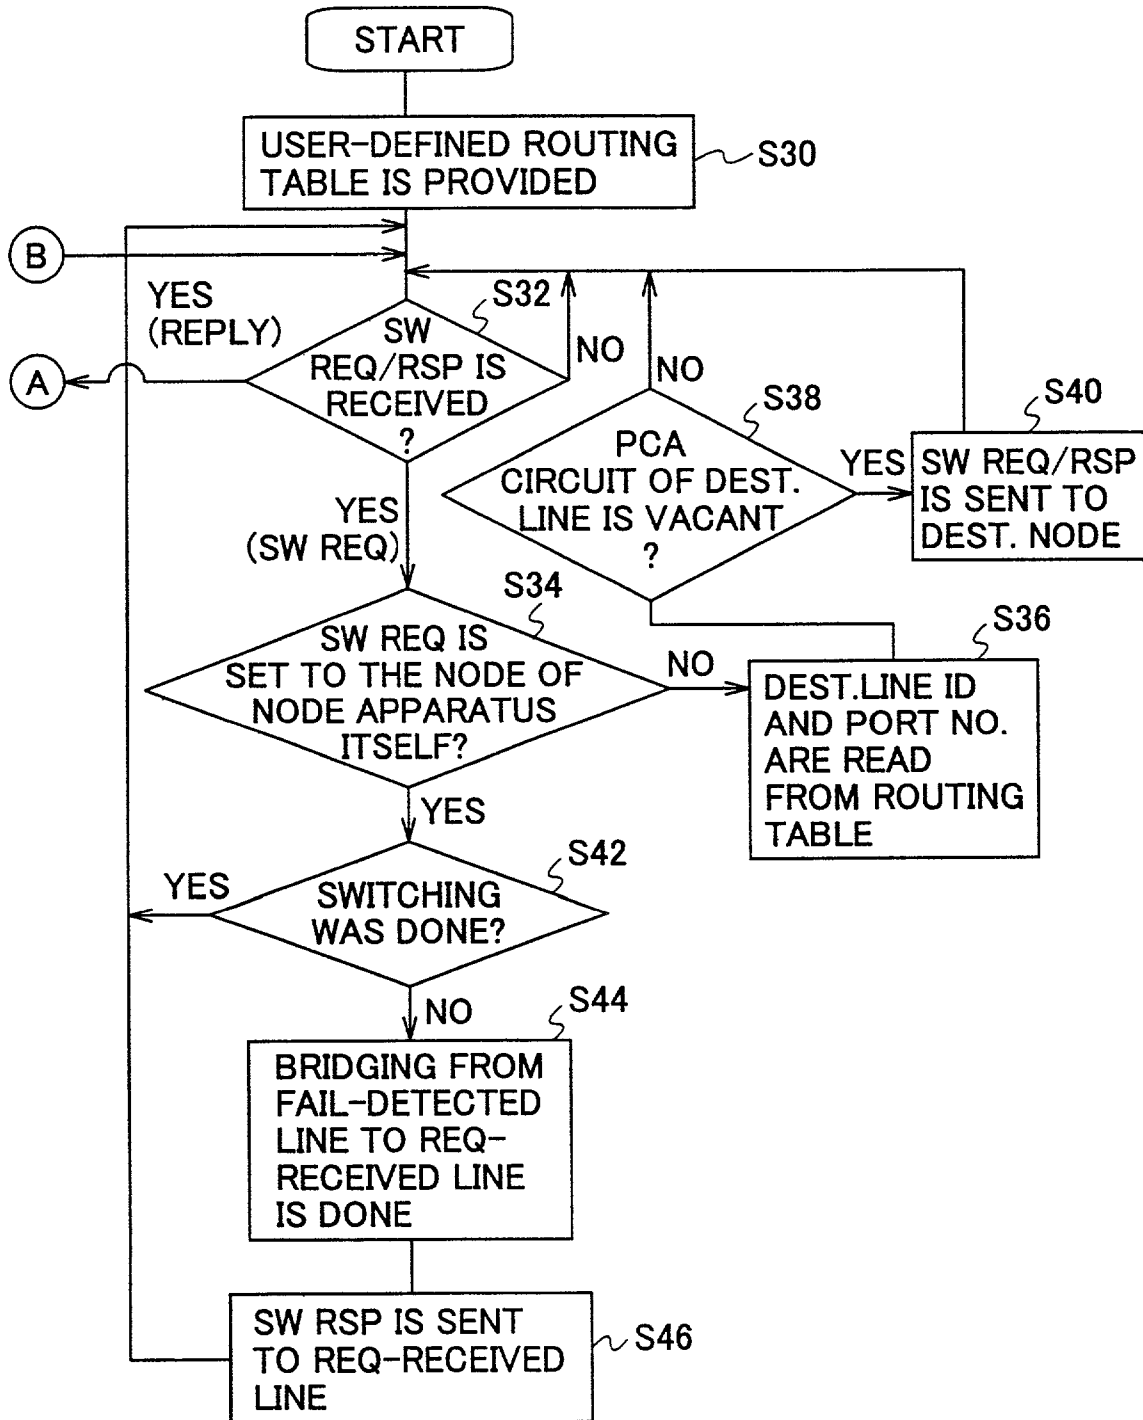 START
USER-DEFINED ROUTING
TABLE IS PROVIDED
S30
B
YES
(REPLY)
A
S32
SW
REQ/RSP IS
RECEIVED
?
NO
NO
S38
PCA
CIRCUIT OF DEST.
LINE IS VACANT
?
YES
S40
SW REQ/RSP
IS SENT TO
DEST. NODE
YES
(SW REQ)
S34
SW REQ IS
SET TO THE NODE OF
NODE APPARATUS
ITSELF?
NO
S36
DEST.LINE ID
AND PORT NO.
ARE READ
FROM ROUTING
TABLE
YES
S42
YES
SWITCHING
WAS DONE?
NO
S44
BRIDGING FROM
FAIL-DETECTED
LINE TO REQ-
RECEIVED LINE
IS DONE
SW RSP IS SENT
TO REQ-RECEIVED
LINE
S46